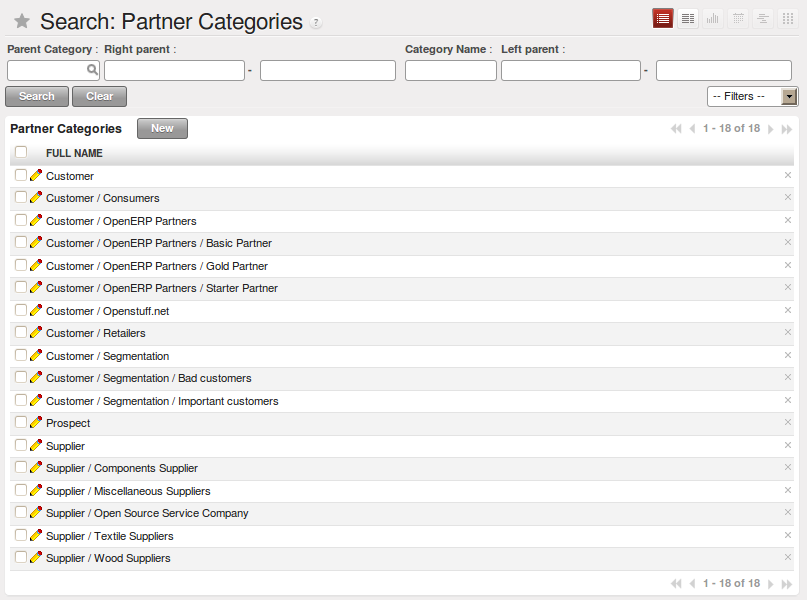 Search: Partner Categories ?
Parent Category : Right parent : Category Name : Left parent :
- -
Search Clear -- Filters --
Partner Categories New 1 - 18 of 18
FULL NAME
Customer
Customer / Consumers
Customer / OpenERP Partners
Customer / OpenERP Partners / Basic Partner
Customer / OpenERP Partners / Gold Partner
Customer / OpenERP Partners / Starter Partner
Customer / Openstuff.net
Customer / Retailers
Customer / Segmentation
Customer / Segmentation / Bad customers
Customer / Segmentation / Important customers
Prospect
Supplier
Supplier / Components Supplier
Supplier / Miscellaneous Suppliers
Supplier / Open Source Service Company
Supplier / Textile Suppliers
Supplier / Wood Suppliers
1 - 18 of 18